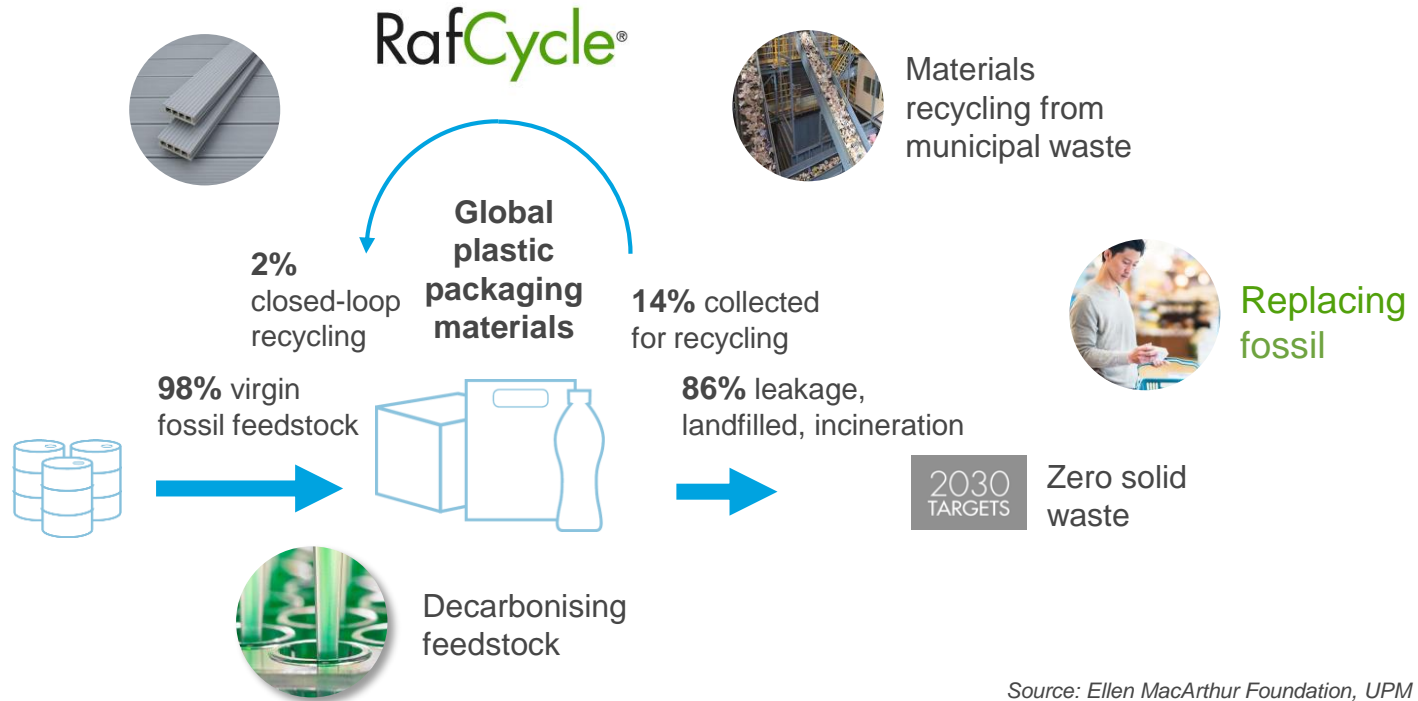 RafCycle®
Materials
recycling from
municipal waste
Global
plastic
packaging
materials
2%
closed-loop
recycling
14% collected
for recycling
Replacing
fossil
98% virgin
fossil feedstock
86% leakage,
landfilled, incineration
2030
TARGETS
Zero solid
waste
Decarbonising
feedstock
Source: Ellen MacArthur Foundation, UPM